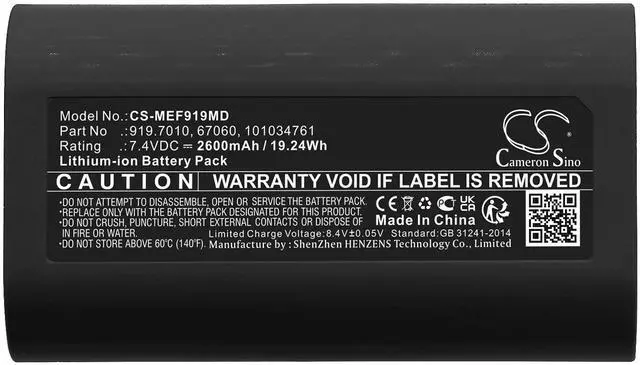 Model No.:CS-MEF919MD
Part No .:919.7010, 67060, 101034761
Rating :7.4VDC ⎓ 2600mAh / 19.24Wh
Lithium-ion Battery Pack
CS
Cameron Sino
CAUTION WARRANTY VOID IF LABEL IS REMOVED
•DO NOT ATTEMPT TO DISASSEMBLE, OPEN OR SERVICE THE BATTERY PACK.
•REPLACE ONLY WITH THE BATTERY PACK DESIGNATED FOR THIS PRODUCT.
•DO NOT CRUSH, PUNCTURE, SHORT EXTERNAL CONTACTS OR DISPOSE OF
IN FIRE OR WATER.
•DO NOT STORE ABOVE 60℃ (140℉).
CE UK CA
Made In China
Limited Charge Voltage:8.4V±0.05V Standard:GB 31241-2014
Manufacture by :ShenZhen HENZENS Technology Co., Limited